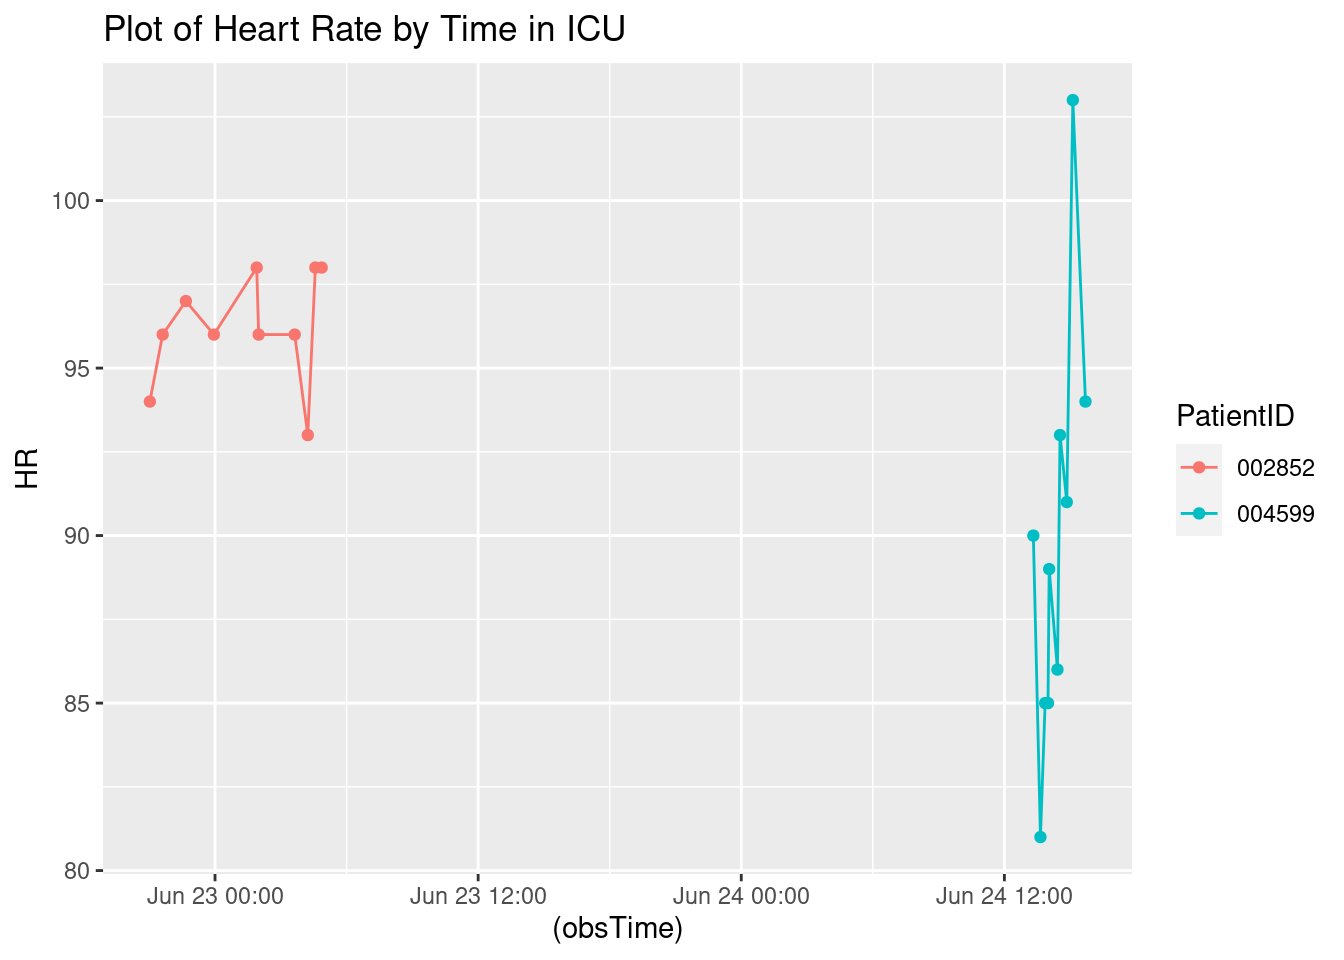 Plot of Heart Rate by Time in ICU
HR
100
95
90
85
80
Jun 23 00:00
Jun 23 12:00
Jun 24 00:00
Jun 24 12:00
(obsTime)
PatientID
002852
004599